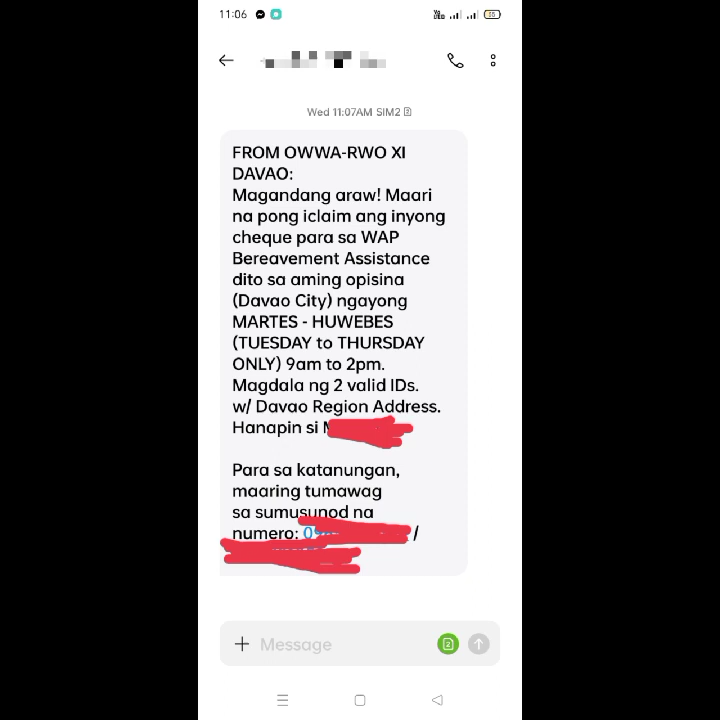 11:06
Wed 11:07AM SIM2 2
FROM OWWA-RWO XI
DAVAO:
Magandang araw! Maari
na pong iclaim ang inyong
cheque para sa WAP
Bereavement Assistance
dito sa aming opisina
(Davao City) ngayong
MARTES - HUWEBES
(TUESDAY to THURSDAY
ONLY) 9am to 2pm.
Magdala ng 2 valid IDs.
w/ Davao Region Address.
Hanapin si
Para sa katanungan,
maaring tumawag
sa sumusunod na
numero: /
+ Message 2